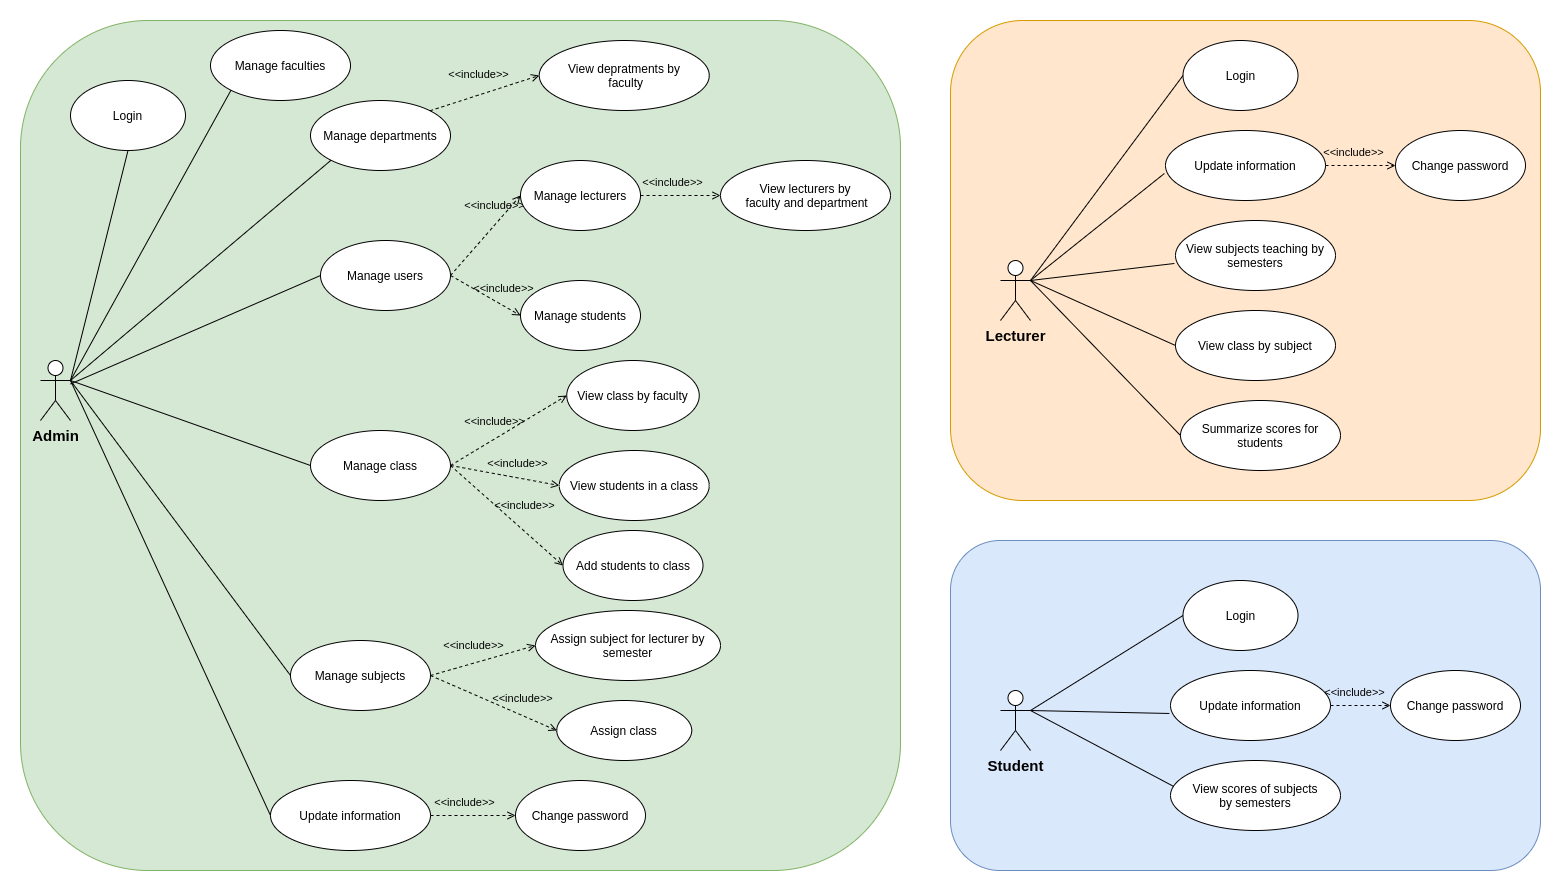 Manage faculties
Login
<<include>>
View depratments by
faculty
Manage departments
Manage lecturers
<<include>>
View lecturers by
faculty and department
<<include>>
Manage users
<<include>>
Manage students
Admin
View class by faculty
<<include>>
Manage class
<<include>>
View students in a class
<<include>>
Add students to class
<<include>>
Assign subject for lecturer by
semester
Manage subjects
<<include>>
Assign class
Update information
<<include>>
Change password
Login
Update information
<<include>>
Change password
View subjects teaching by
semesters
Lecturer
View class by subject
Summarize scores for
students
Login
Update information
<<include>>
Change password
Student
View scores of subjects
by semesters